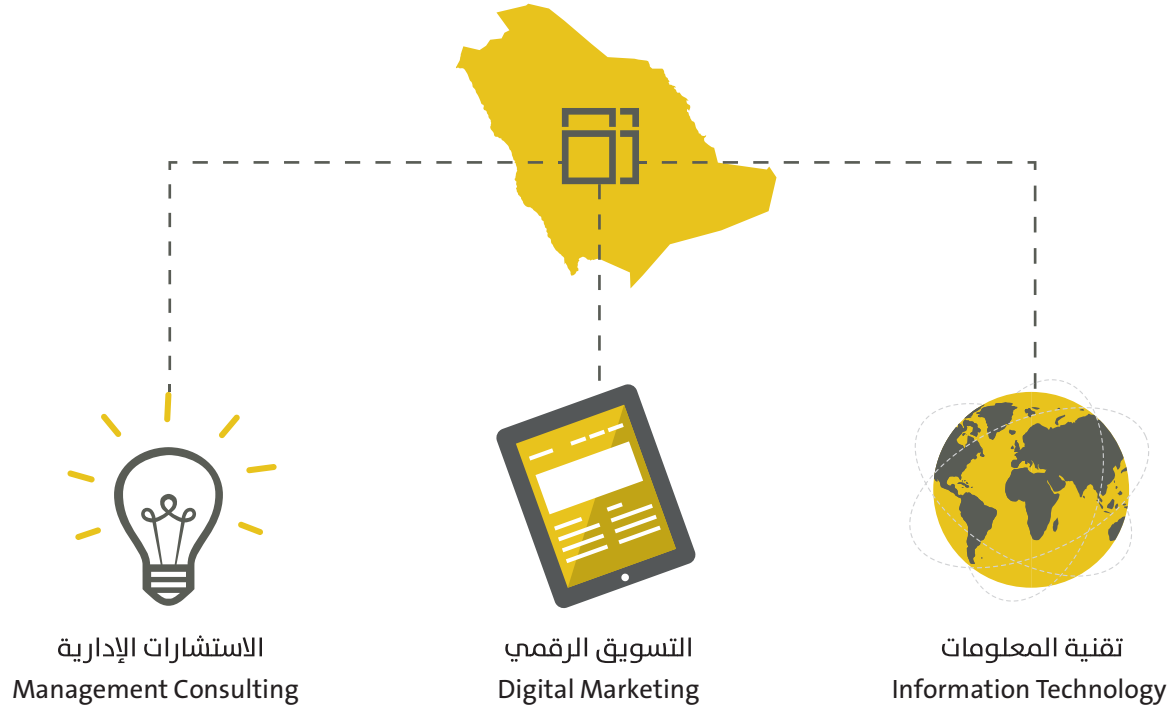 الاستشارات الإدارية
Management Consulting
التسويق الرقمي
Digital Marketing
تقنية المعلومات
Information Technology